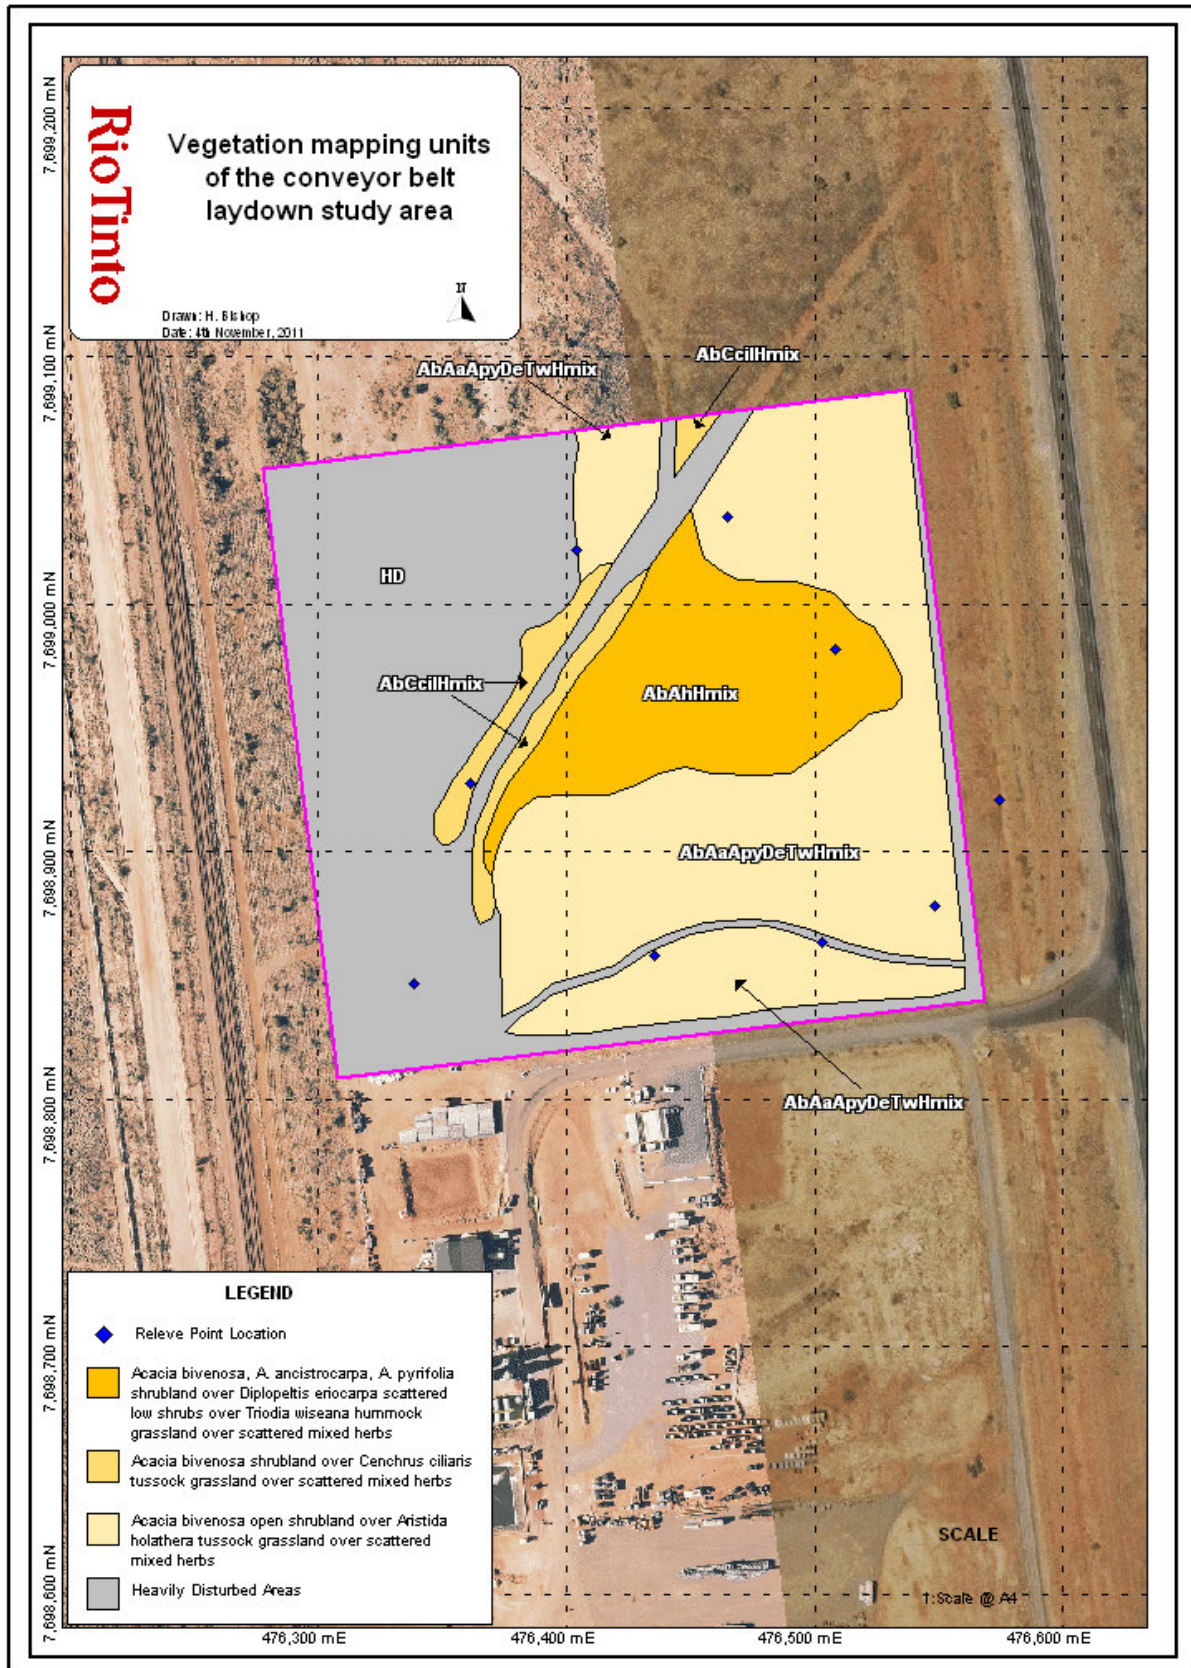 RioTinto
Vegetation mapping units
of the conveyor belt
laydown study area
N
Drawn: H. Bishop
Date: 4th November, 2011
7,699,200 mN
7,699,100 mN
7,699,000 mN
7,698,900 mN
7,698,800 mN
7,698,700 mN
7,698,600 mN
AbAaApyDeTwHmix
AbCcilHmix
HD
AbCcilHmix
AbAhHmix
AbAaApyDeTwHmix
AbAaApyDeTwHmix
LEGEND
Releve Point Location
Acacia bivenosa, A. ancistrocarpa, A. pyrifolia
shrubland over Diplopeltis eriocarpa scattered
low shrubs over Triodia wiseana hummock
grassland over scattered mixed herbs
Acacia bivenosa shrubland over Cenchrus ciliaris
tussock grassland over scattered mixed herbs
Acacia bivenosa open shrubland over Aristida
holathera tussock grassland over scattered
mixed herbs
Heavily Disturbed Areas
SCALE
1:Scale @ A4
476,300 mE
476,400 mE
476,500 mE
476,600 mE